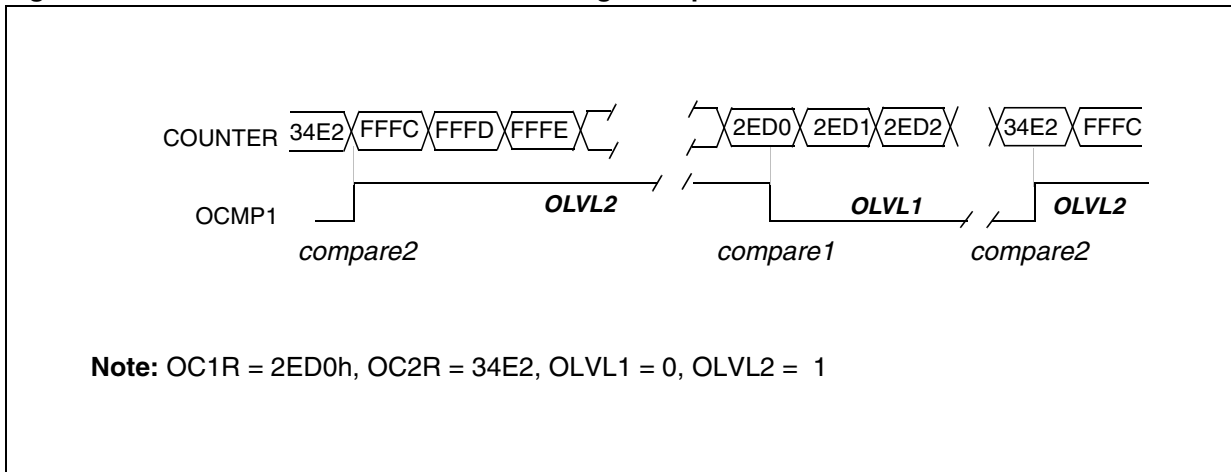 COUNTER 34E2 FFFC FFFD FFFE 2ED0 2ED1 2ED2 34E2 FFFC
OCMP1 OLVL2 OLVL1 OLVL2
compare2 compare1 compare2
Note: OC1R = 2ED0h, OC2R = 34E2, OLVL1 = 0, OLVL2 = 1